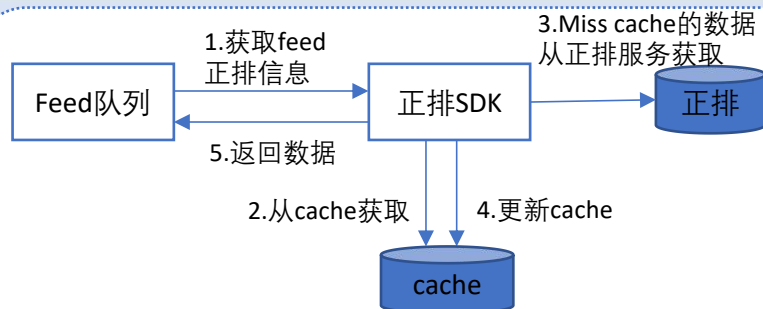 3.Miss cache的数据
从正排服务获取
1.获取feed
正排信息
Feed队列
正排SDK
正排
5.返回数据
2.从cache获取
4.更新cache
cache